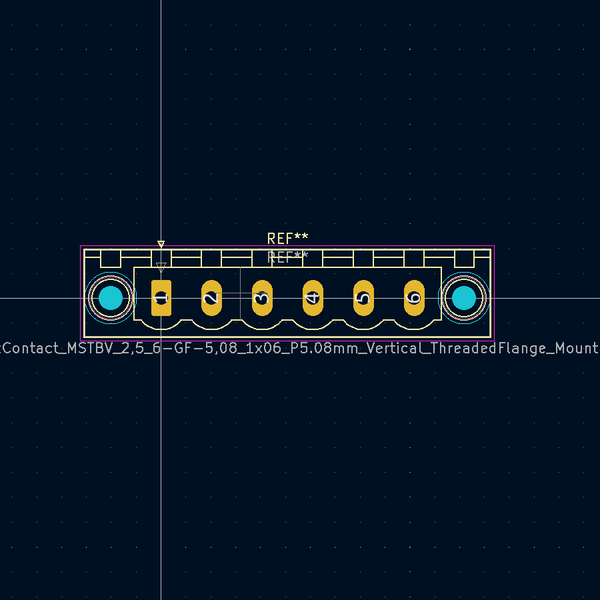 REF**
REF**
1 2 3 4 5 6
Contact_MSTBV_2,5_6-GF-5,08_1x06_P5.08mm_Vertical_ThreadedFlange_Mount